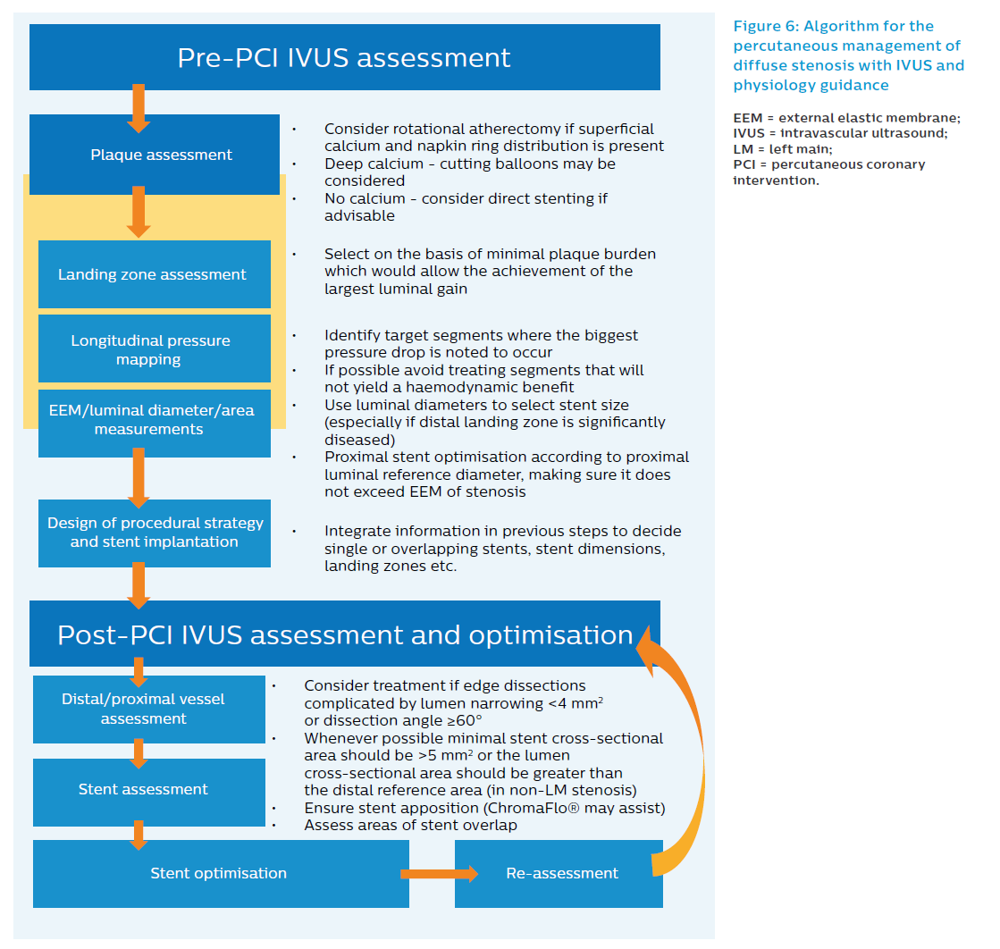 Pre-PCI IVUS assessment
Plaque assessment
• Consider rotational atherectomy if superficial
calcium and napkin ring distribution is present
• Deep calcium - cutting balloons may be
considered
• No calcium - consider direct stenting if
advisable
Landing zone assessment
• Select on the basis of minimal plaque burden
which would allow the achievement of the
largest luminal gain
Longitudinal pressure
mapping
• Identify target segments where the biggest
pressure drop is noted to occur
• If possible avoid treating segments that will
not yield a haemodynamic benefit
EEM/luminal diameter/area
measurements
• Use luminal diameters to select stent size
(especially if distal landing zone is significantly
diseased)
• Proximal stent optimisation according to proximal
luminal reference diameter, making sure it does
not exceed EEM of stenosis
Design of procedural strategy
and stent implantation
• Integrate information in previous steps to decide
single or overlapping stents, stent dimensions,
landing zones etc.
Post-PCI IVUS assessment and optimisation
Distal/proximal vessel
assessment
• Consider treatment if edge dissections
complicated by lumen narrowing <4 mm²
or dissection angle ≥60°
Stent assessment
• Whenever possible minimal stent cross-sectional
area should be >5 mm² or the lumen
cross-sectional area should be greater than
the distal reference area (in non-LM stenosis)
• Ensure stent apposition (ChromaFlo® may assist)
• Assess areas of stent overlap
Stent optimisation
Re-assessment
Figure 6: Algorithm for the
percutaneous management of
diffuse stenosis with IVUS and
physiology guidance
EEM = external elastic membrane;
IVUS = intravascular ultrasound;
LM = left main;
PCI = percutaneous coronary
intervention.